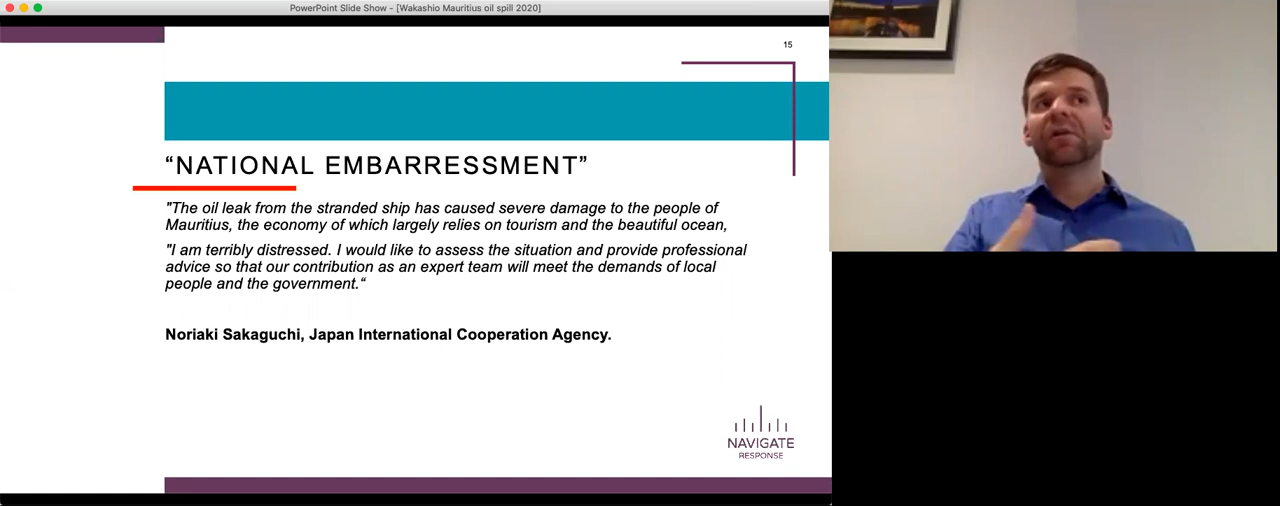 PowerPoint Slide Show - [Wakashio Mauritius oil spill 2020]
15
“NATIONAL EMBARRESSMENT”
"The oil leak from the stranded ship has caused severe damage to the people of
Mauritius, the economy of which largely relies on tourism and the beautiful ocean,
"I am terribly distressed. I would like to assess the situation and provide professional
advice so that our contribution as an expert team will meet the demands of local
people and the government.“
Noriaki Sakaguchi, Japan International Cooperation Agency.
NAVIGATE
RESPONSE